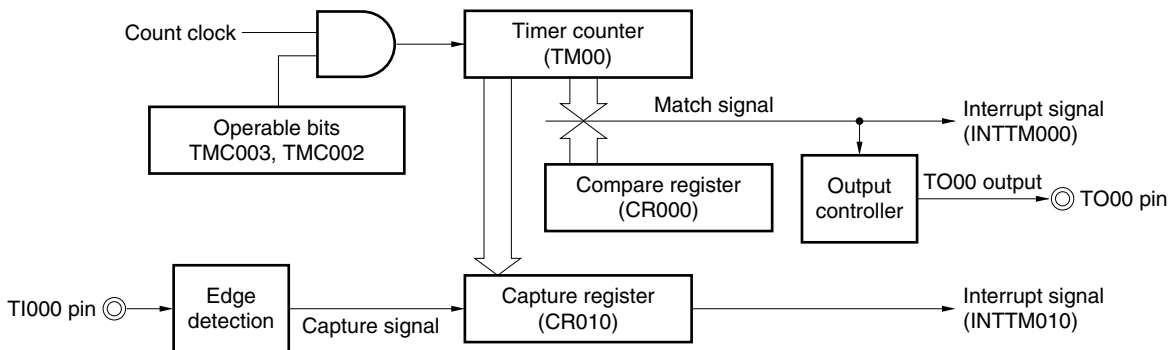 Count clock
Timer counter
(TM00)
Operable bits
TMC003, TMC002
Match signal
Interrupt signal
(INTTM000)
Compare register
(CR000)
Output
controller
TO00 output
TO00 pin
TI000 pin
Edge
detection
Capture signal
Capture register
(CR010)
Interrupt signal
(INTTM010)